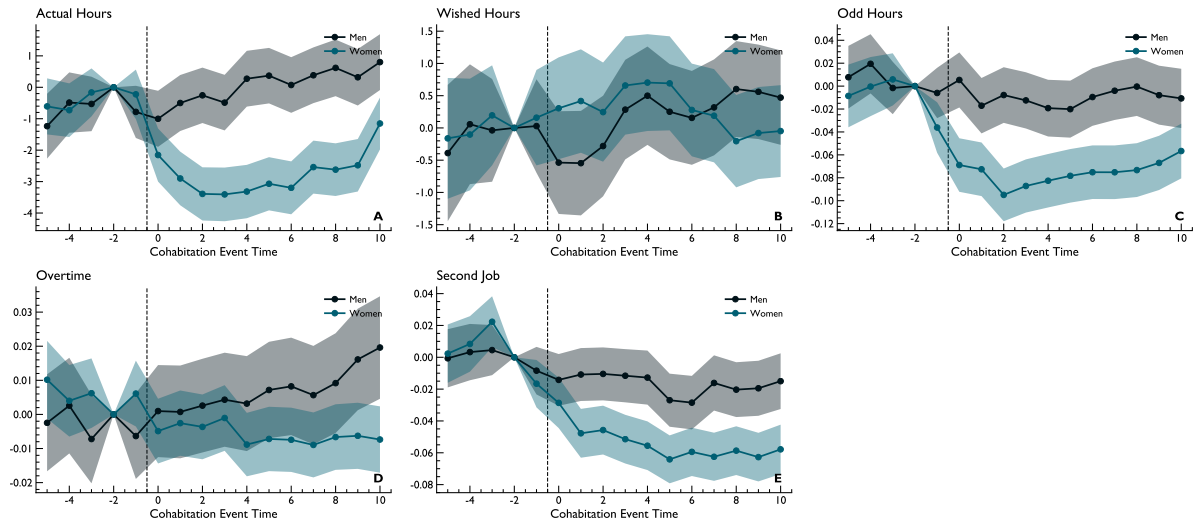 Actual Hours
Men
Women
1
0
-1
-2
-3
-4
A
-4 -2 0 2 4 6 8 10
Cohabitation Event Time
Wished Hours
Men
Women
1.5
1.0
0.5
0.0
-0.5
-1.0
-1.5
B
-4 -2 0 2 4 6 8 10
Cohabitation Event Time
Odd Hours
Men
Women
0.04
0.02
0.00
-0.02
-0.04
-0.06
-0.08
-0.10
-0.12
C
-4 -2 0 2 4 6 8 10
Cohabitation Event Time
Overtime
Men
Women
0.03
0.02
0.01
0.00
-0.01
-0.02
D
-4 -2 0 2 4 6 8 10
Cohabitation Event Time
Second Job
Men
Women
0.04
0.02
0.00
-0.02
-0.04
-0.06
-0.08
E
-4 -2 0 2 4 6 8 10
Cohabitation Event Time